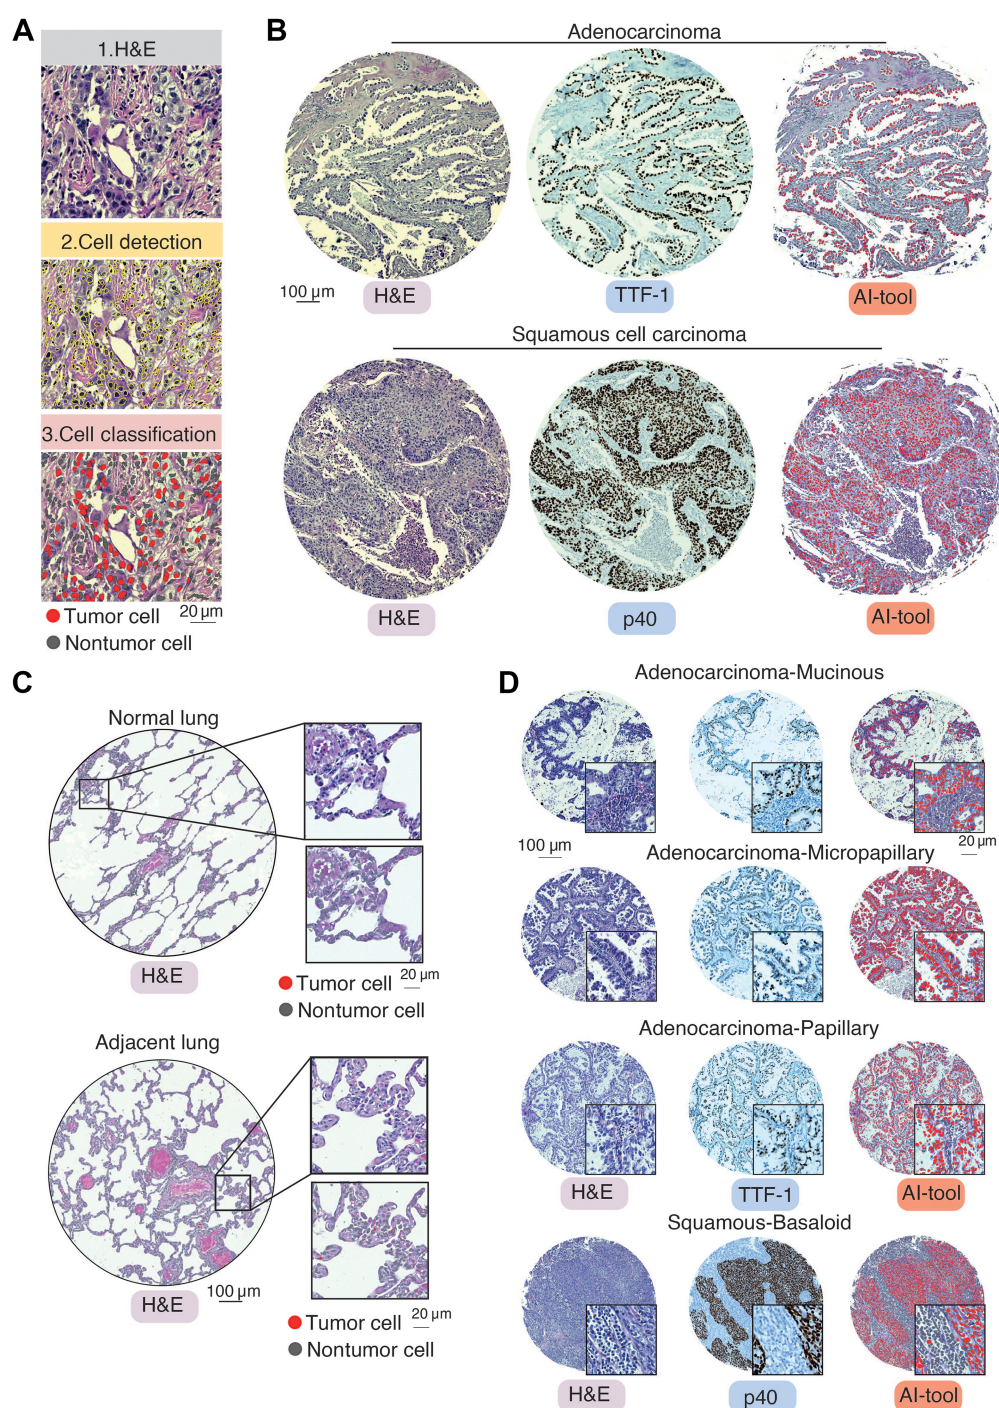 A
1.H&E
2.Cell detection
3.Cell classification
Tumor cell
20 µm
Nontumor cell
B
Adenocarcinoma
100 µm
H&E
TTF-1
AI-tool
Squamous cell carcinoma
H&E
p40
AI-tool
C
Normal lung
H&E
Tumor cell
20 µm
Nontumor cell
Adjacent lung
H&E
100 µm
Tumor cell
20 µm
Nontumor cell
D
Adenocarcinoma-Mucinous
100 µm
20 µm
Adenocarcinoma-Micropapillary
Adenocarcinoma-Papillary
H&E
TTF-1
AI-tool
Squamous-Basaloid
H&E
p40
AI-tool